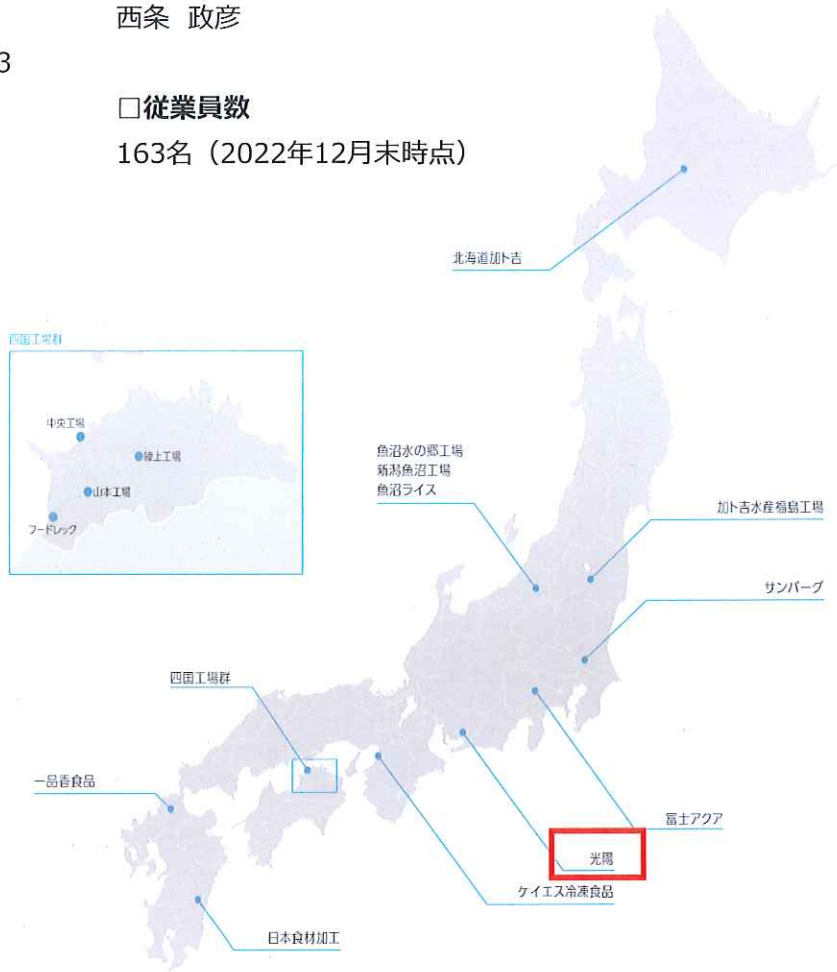 西条 政彦
3
□従業員数
163名（2022年12月末時点）
北海道加ト吉
四国工場群
中央工場
綾上工場
山本工場
フードレック
魚沼水の郷工場
新潟魚沼工場
魚沼ライス
加ト吉水産福島工場
サンバーグ
四国工場群
一品香食品
富士アクア
光陽
ケイエス冷凍食品
日本食材加工